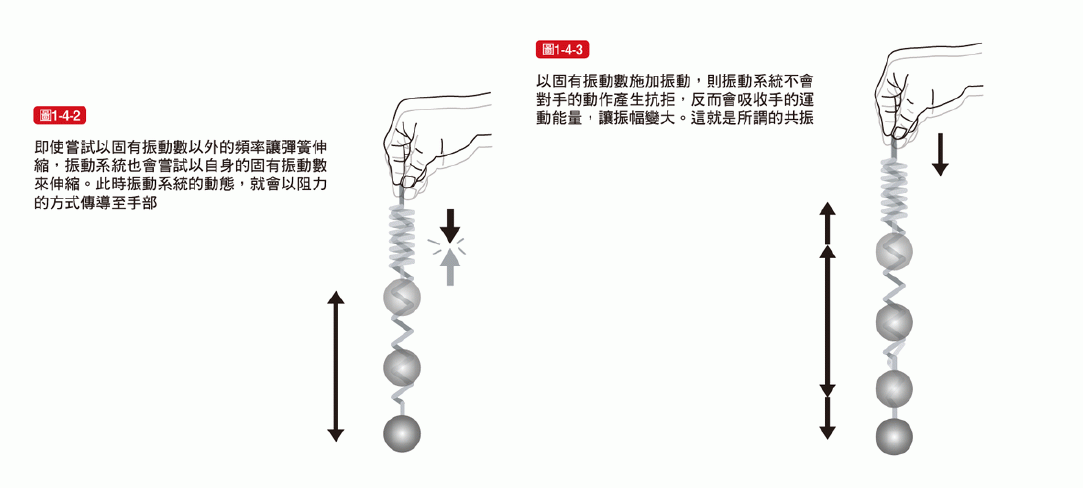 圖1-4-2
即使嘗試以固有振動數以外的頻率讓彈簧伸
縮，振動系統也會嘗試以自身的固有振動數
來伸縮。此時振動系統的動態，就會以阻力
的方式傳導至手部
圖1-4-3
以固有振動數施加振動，則振動系統不會
對手的動作產生抗拒，反而會吸收手的運
動能量，讓振幅變大。這就是所謂的共振